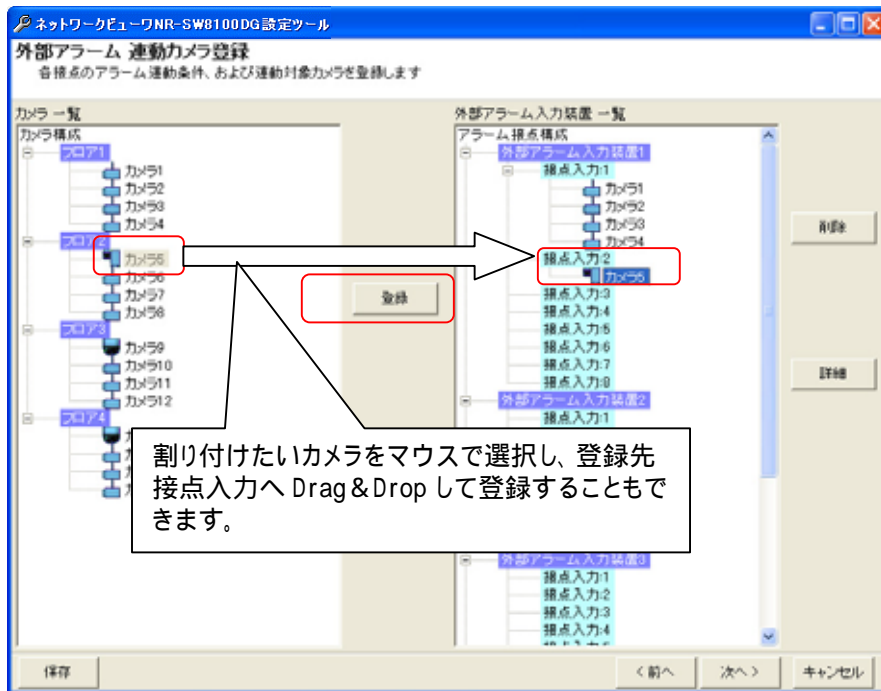 ネットワークビューワNR-SW8100DG設定ツール
外部アラーム 連動カメラ登録
各接点のアラーム連動条件、および連動対象カメラを登録します
カメラ 一覧
カメラ構成
フロア1
カメラ1
カメラ2
カメラ3
カメラ4
フロア2
カメラ5
カメラ6
カメラ7
カメラ8
フロア3
カメラ9
カメラ10
カメラ11
カメラ12
フロア4
登録
外部アラーム入力装置 一覧
アラーム接点構成
外部アラーム入力装置1
接点入力:1
カメラ1
カメラ2
カメラ3
カメラ4
接点入力:2
カメラ5
接点入力:3
接点入力:4
接点入力:5
接点入力:6
接点入力:7
接点入力:8
外部アラーム入力装置2
接点入力:1
外部アラーム入力装置3
接点入力:1
接点入力:2
接点入力:3
接点入力:4
削除
詳細
割り付けたいカメラをマウスで選択し、登録先
接点入力へ Drag&Drop して登録することもで
きます。
保存
< 前へ
次へ >
キャンセル